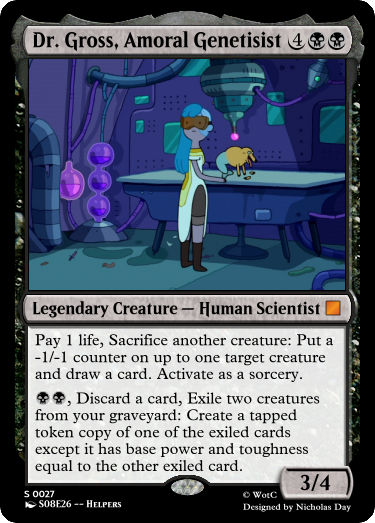 Dr. Gross, Amoral Genetisist 4
Legendary Creature — Human Scientist
Pay 1 life, Sacrifice another creature: Put a
-1/-1 counter on up to one target creature
and draw a card. Activate as a sorcery.
, Discard a card, Exile two creatures
from your graveyard: Create a tapped
token copy of one of the exiled cards
except it has base power and toughness
equal to the other exiled card.
3/4
S 0027
S08E26 -- Helpers
© WotC
Designed by Nicholas Day